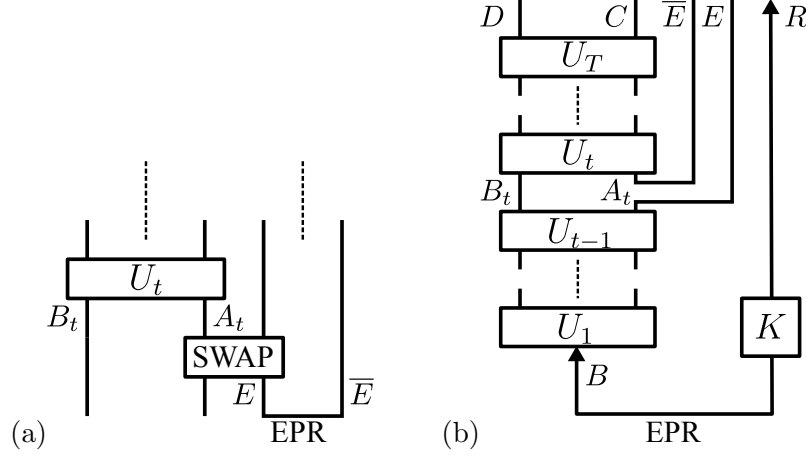 D C E̅ E R
U_T
U_t
B_t A_t
U_{t-1}
U_1
K
B
EPR
(b)
U_t
B_t A_t
SWAP
E E̅
EPR
(a)